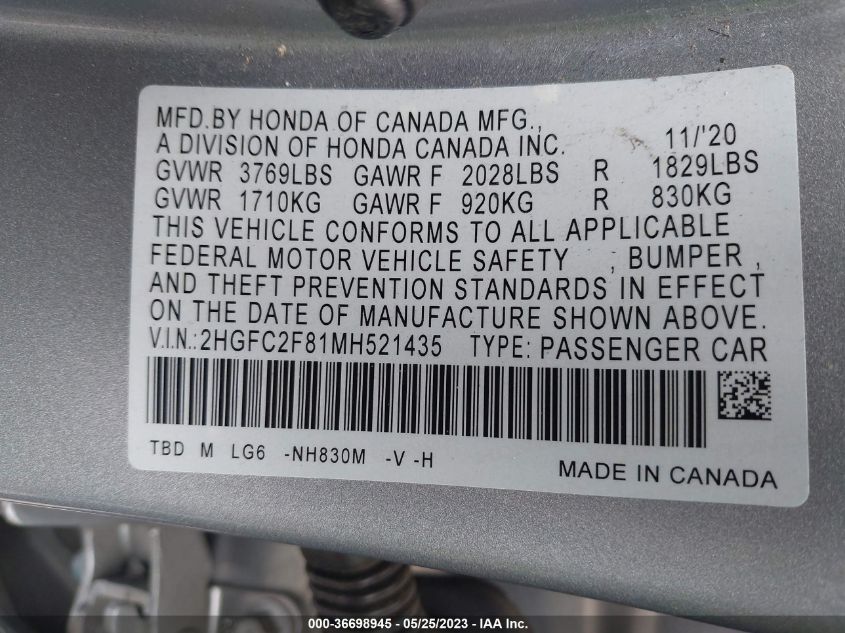 MFD.BY HONDA OF CANADA MFG.,
A DIVISION OF HONDA CANADA INC. 11/'20
GVWR 3769LBS GAWR F 2028LBS R 1829LBS
GVWR 1710KG GAWR F 920KG R 830KG
THIS VEHICLE CONFORMS TO ALL APPLICABLE
FEDERAL MOTOR VEHICLE SAFETY , BUMPER ,
AND THEFT PREVENTION STANDARDS IN EFFECT
ON THE DATE OF MANUFACTURE SHOWN ABOVE.
V.I.N.:2HGFC2F81MH521435 TYPE: PASSENGER CAR
TBD M LG6 -NH830M -V -H
MADE IN CANADA
000-36698945 / 05/25/2023 - IAA Inc.